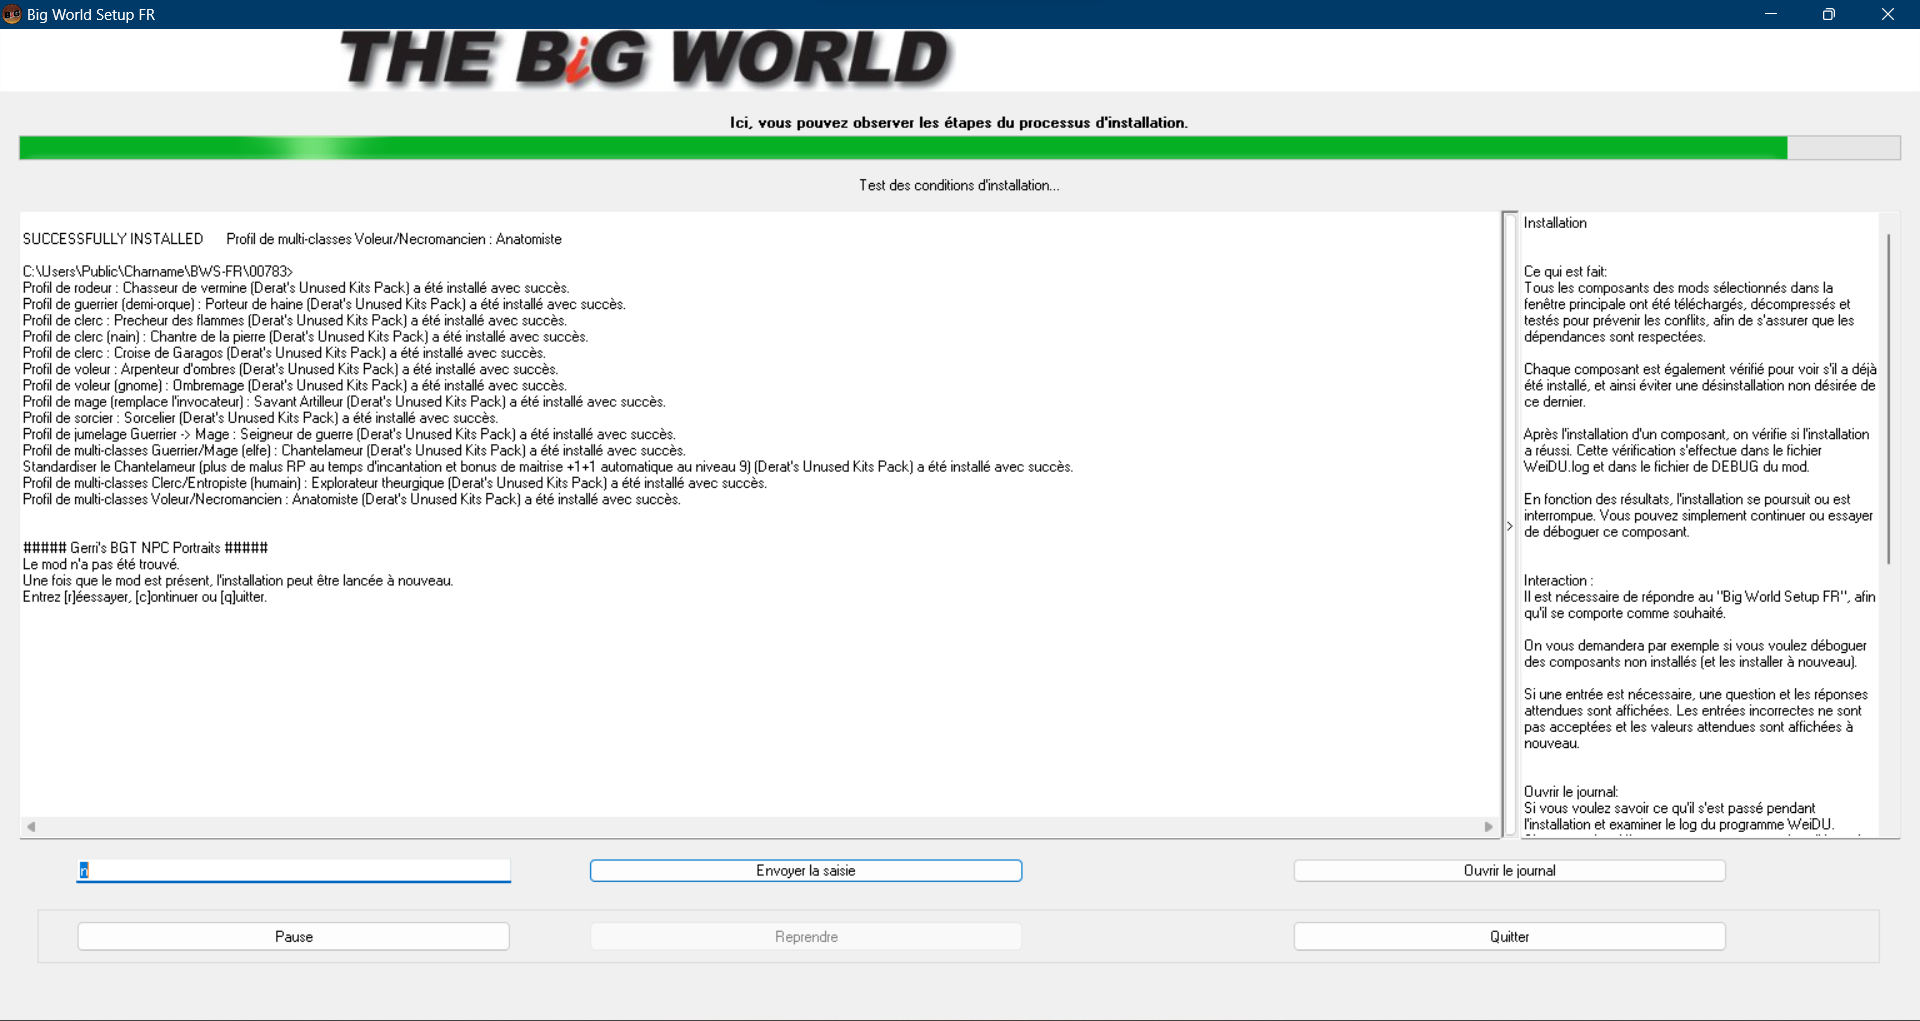 Big World Setup FR
THE BiG WORLD
Ici, vous pouvez observer les étapes du processus d'installation.
Test des conditions d'installation...
SUCCESSFULLY INSTALLED Profil de multi-classes Voleur/Necromancien : Anatomiste
C:\Users\Public\Charname\BWS-FR\00783>
Profil de rodeur : Chasseur de vermine (Derat's Unused Kits Pack) a été installé avec succès.
Profil de guerrier (demi-orque) : Porteur de haine (Derat's Unused Kits Pack) a été installé avec succès.
Profil de clerc : Precheur des flammes (Derat's Unused Kits Pack) a été installé avec succès.
Profil de clerc (nain) : Chantre de la pierre (Derat's Unused Kits Pack) a été installé avec succès.
Profil de clerc : Croise de Garagos (Derat's Unused Kits Pack) a été installé avec succès.
Profil de voleur : Arpenteur d'ombres (Derat's Unused Kits Pack) a été installé avec succès.
Profil de voleur (gnome) : Ombremage (Derat's Unused Kits Pack) a été installé avec succès.
Profil de mage (remplace l'invocateur) : Savant Artilleur (Derat's Unused Kits Pack) a été installé avec succès.
Profil de sorcier : Sorcelier (Derat's Unused Kits Pack) a été installé avec succès.
Profil de jumelage Guerrier -> Mage : Seigneur de guerre (Derat's Unused Kits Pack) a été installé avec succès.
Profil de multi-classes Guerrier/Mage (elfe) : Chantelameur (Derat's Unused Kits Pack) a été installé avec succès.
Standardiser le Chantelameur (plus de malus RP au temps d'incantation et bonus de maitrise +1+1 automatique au niveau 9) (Derat's Unused Kits Pack) a été installé avec succès.
Profil de multi-classes Clerc/Entropiste (humain) : Explorateur theurgique (Derat's Unused Kits Pack) a été installé avec succès.
Profil de multi-classes Voleur/Necromancien : Anatomiste (Derat's Unused Kits Pack) a été installé avec succès.
##### Gerri's BGT NPC Portraits #####
Le mod n'a pas été trouvé.
Une fois que le mod est présent, l'installation peut être lancée à nouveau.
Entrez [r]éessayer, [c]ontinuer ou [q]uitter.
Installation
Ce qui est fait:
Tous les composants des mods sélectionnés dans la
fenêtre principale ont été téléchargés, décompressés et
testés pour prévenir les conflits, afin de s'assurer que les
dépendances sont respectées.
Chaque composant est également vérifié pour voir s'il a déjà
été installé, et ainsi éviter une désinstallation non désirée de
ce dernier.
Après l'installation d'un composant, on vérifie si l'installation
a réussi. Cette vérification s'effectue dans le fichier
WeiDU.log et dans le fichier de DEBUG du mod.
En fonction des résultats, l'installation se poursuit ou est
interrompue. Vous pouvez simplement continuer ou essayer
de déboguer ce composant.
Interaction :
Il est nécessaire de répondre au "Big World Setup FR", afin
qu'il se comporte comme souhaité.
On vous demandera par exemple si vous voulez déboguer
des composants non installés (et les installer à nouveau).
Si une entrée est nécessaire, une question et les réponses
attendues sont affichées. Les entrées incorrectes ne sont
pas acceptées et les valeurs attendues sont affichées à
nouveau.
Ouvrir le journal:
Si vous voulez savoir ce qu'il s'est passé pendant
l'installation et examiner le log du programme WeiDU.
n
Envoyer la saisie
Ouvrir le journal
Pause
Reprendre
Quitter